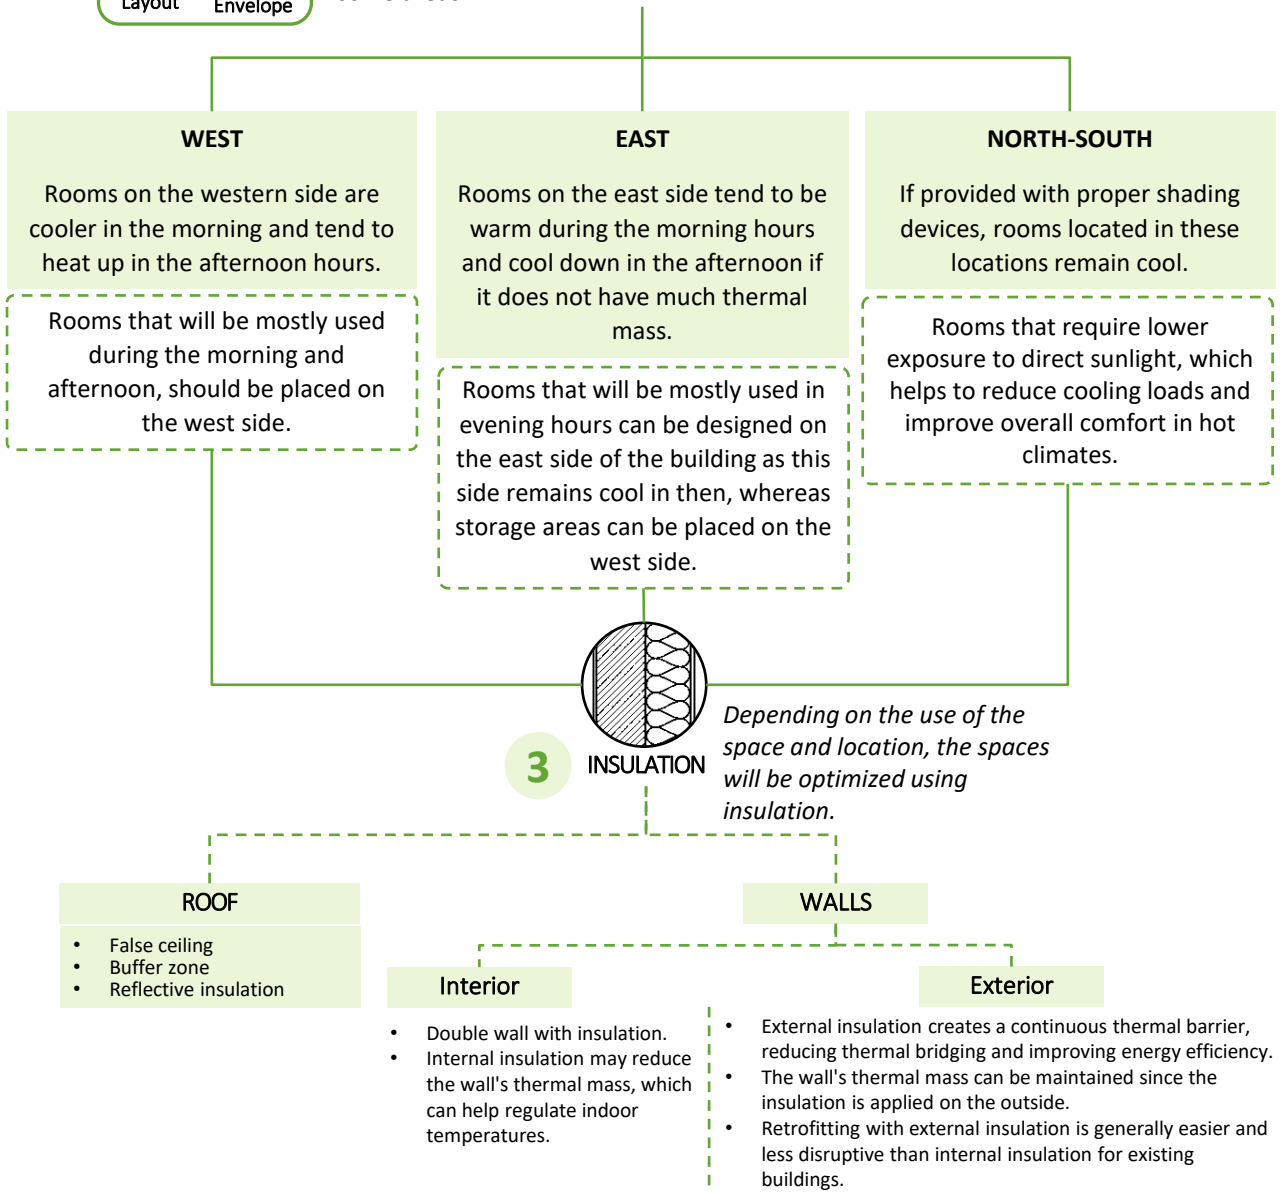 Layout
Envelope
WEST
Rooms on the western side are
cooler in the morning and tend to
heat up in the afternoon hours.
Rooms that will be mostly used
during the morning and
afternoon, should be placed on
the west side.
EAST
Rooms on the east side tend to be
warm during the morning hours
and cool down in the afternoon if
it does not have much thermal
mass.
Rooms that will be mostly used in
evening hours can be designed on
the east side of the building as this
side remains cool in then, whereas
storage areas can be placed on the
west side.
NORTH-SOUTH
If provided with proper shading
devices, rooms located in these
locations remain cool.
Rooms that require lower
exposure to direct sunlight, which
helps to reduce cooling loads and
improve overall comfort in hot
climates.
3
INSULATION
Depending on the use of the
space and location, the spaces
will be optimized using
insulation.
ROOF
• False ceiling
• Buffer zone
• Reflective insulation
WALLS
Interior
• Double wall with insulation.
• Internal insulation may reduce
the wall's thermal mass, which
can help regulate indoor
temperatures.
Exterior
• External insulation creates a continuous thermal barrier,
reducing thermal bridging and improving energy efficiency.
• The wall's thermal mass can be maintained since the
insulation is applied on the outside.
• Retrofitting with external insulation is generally easier and
less disruptive than internal insulation for existing
buildings.